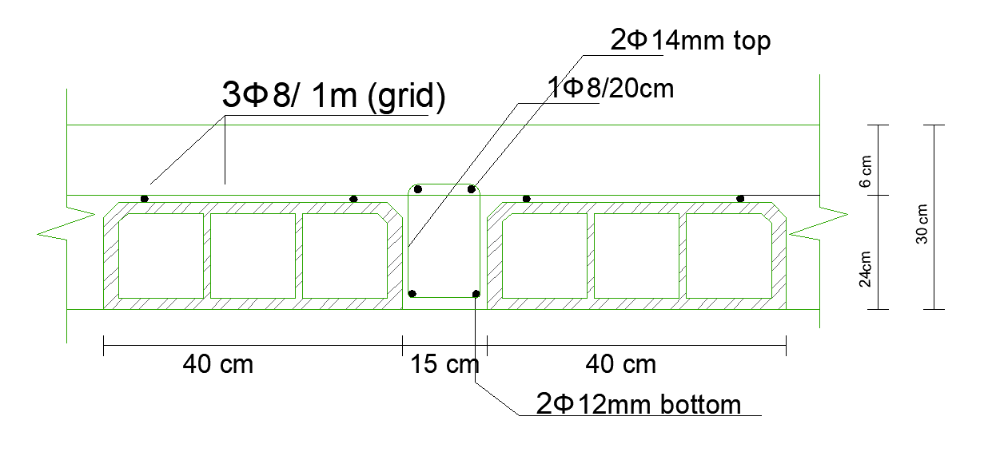 2Φ14mm top
1Φ8/20cm
3Φ8/ 1m (grid)
6 cm
30 cm
24cm
40 cm
15 cm
40 cm
2Φ12mm bottom